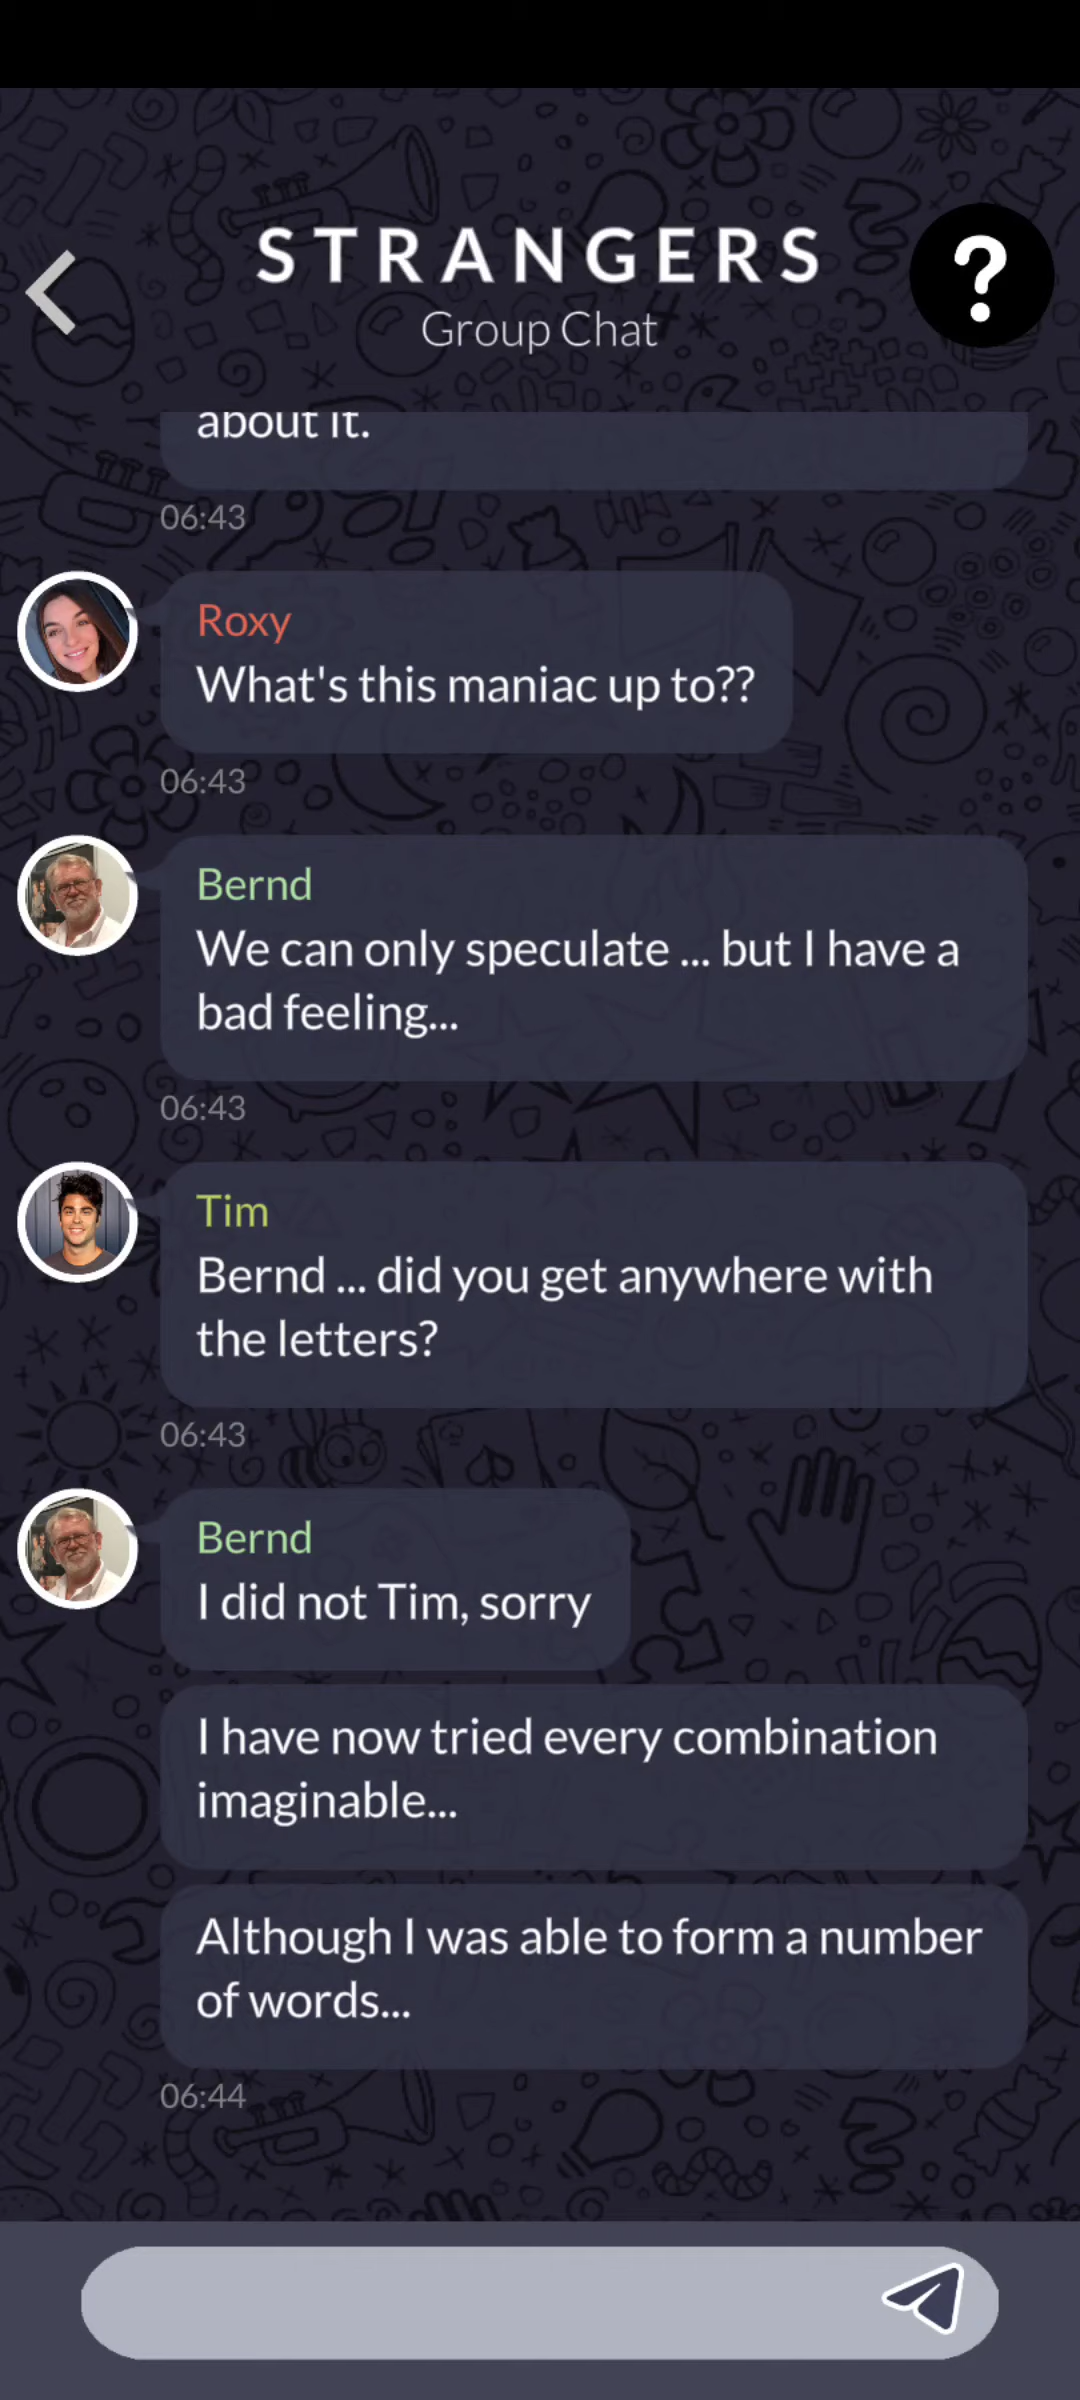 STRANGERS
?
Group Chat
about it.
06:43
Roxy
What's this maniac up to??
06:43
Bernd
We can only speculate ... but I have a
bad feeling...
06:43
Tim
Bernd ... did you get anywhere with
the letters?
06:43
Bernd
I did not Tim, sorry
I have now tried every combination
imaginable...
Although I was able to form a number
of words...
06:44